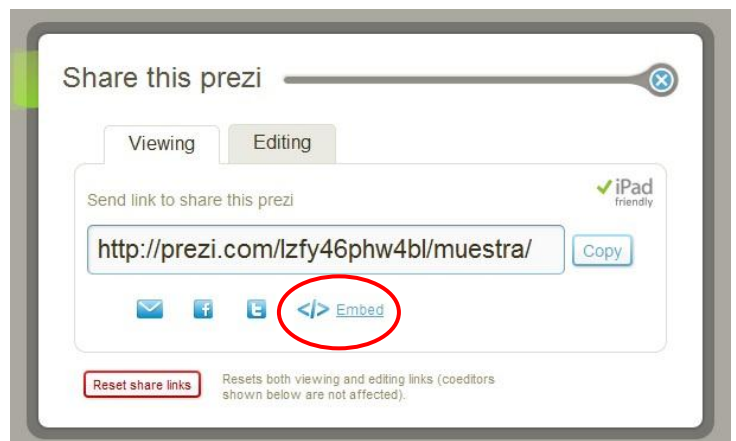 Share this prezi
Viewing
Editing
Send link to share this prezi
iPad
friendly
http://prezi.com/lzfy46phw4bl/muestra/
Copy
</> Embed
Reset share links
Resets both viewing and editing links (coeditors
shown below are not affected).